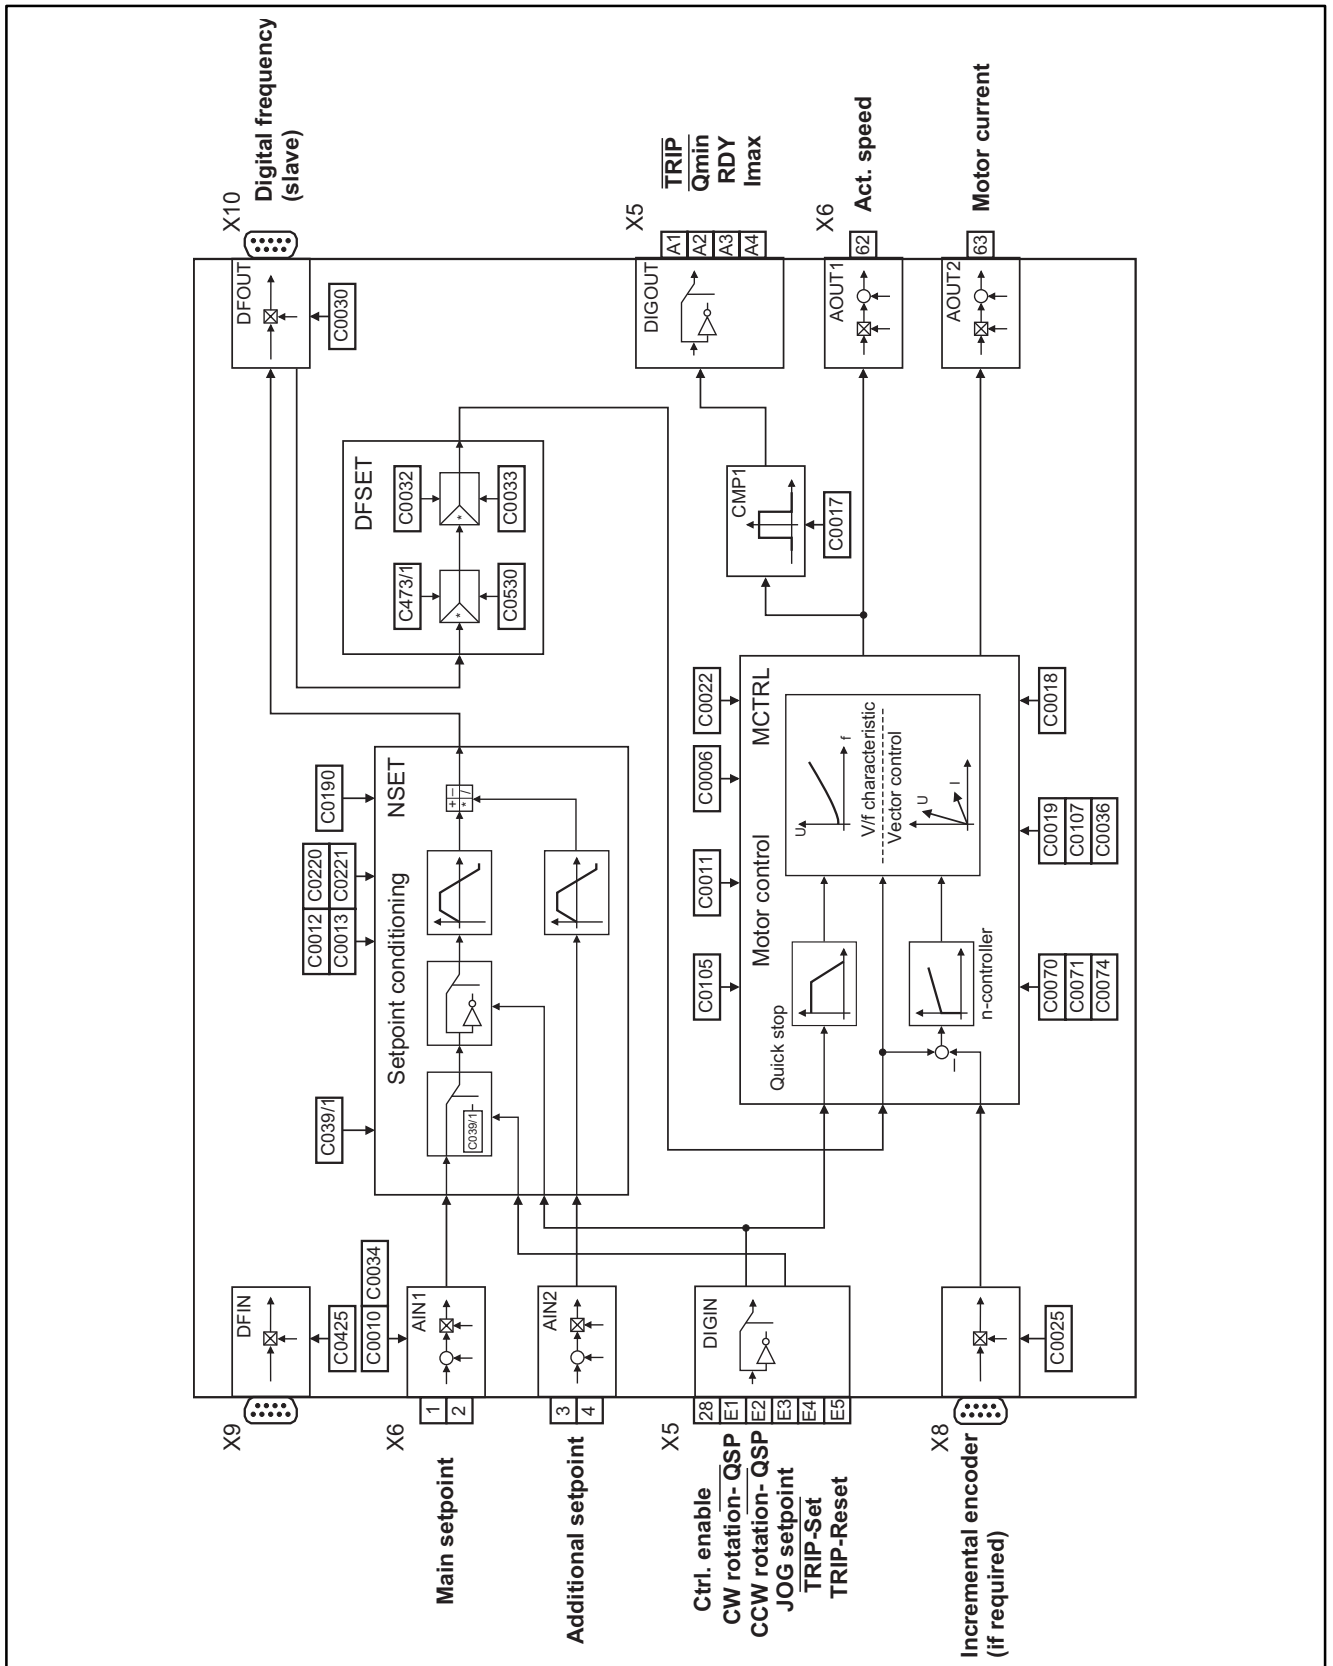 X9
DFIN
C0425
X6
Main setpoint
1
2
C0010
C0034
AIN1
Additional setpoint
3
4
AIN2
X5
Ctrl. enable
CW rotation- QSP
CCW rotation- QSP
JOG setpoint
TRIP-Set
TRIP-Reset
28
E1
E2
E3
E4
E5
DIGIN
X8
Incremental encoder
(if required)
C0025
C039/1
C0012
C0220
C0013
C0221
C0190
Setpoint conditioning
NSET
C039/1
+
–
*
/
C0105
C0011
C0006
C0022
Motor control
MCTRL
Quick stop
n-controller
U
f
V/f characteristic
Vector control
U
I
C0070
C0071
C0074
C0019
C0107
C0036
C0018
DFSET
C473/1
C0032
*
*
C0530
C0033
CMP1
C0017
DFOUT
C0030
X10
Digital frequency
(slave)
DIGOUT
X5
A1
A2
A3
A4
TRIP
Qmin
RDY
Imax
AOUT1
X6
62
Act. speed
AOUT2
63
Motor current